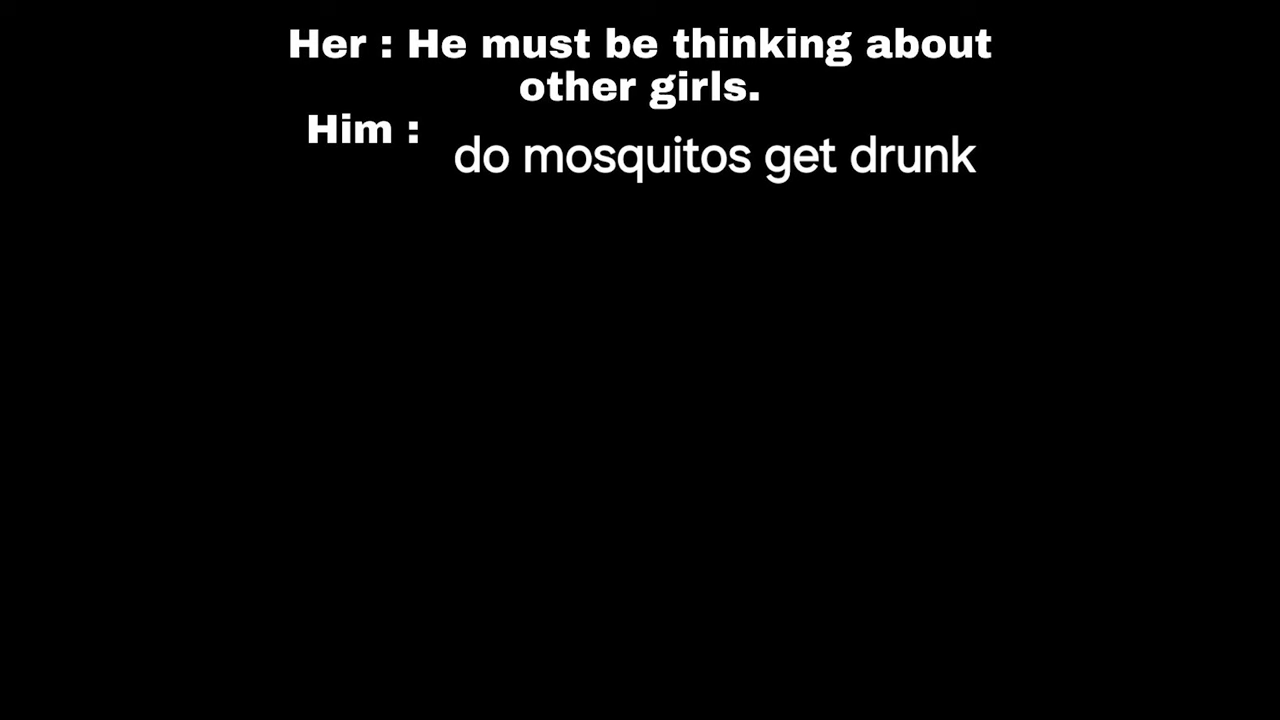 Her : He must be thinking about
other girls.
Him :
do mosquitos get drunk